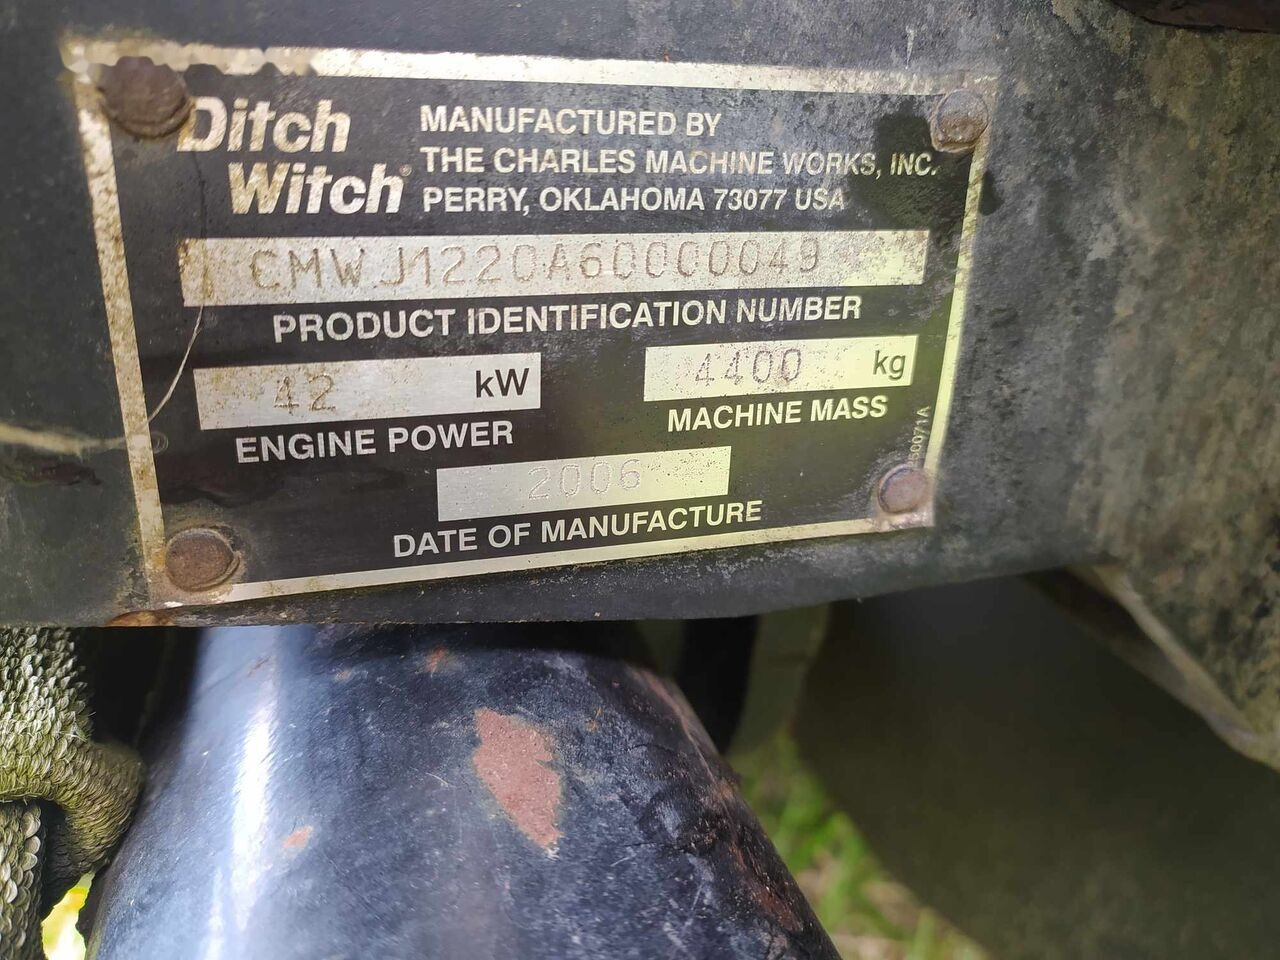 Ditch Witch®
MANUFACTURED BY
THE CHARLES MACHINE WORKS, INC.
PERRY, OKLAHOMA 73077 USA
CMWJ1220A60000049
PRODUCT IDENTIFICATION NUMBER
42 kW
ENGINE POWER
4400 kg
MACHINE MASS
2006
DATE OF MANUFACTURE